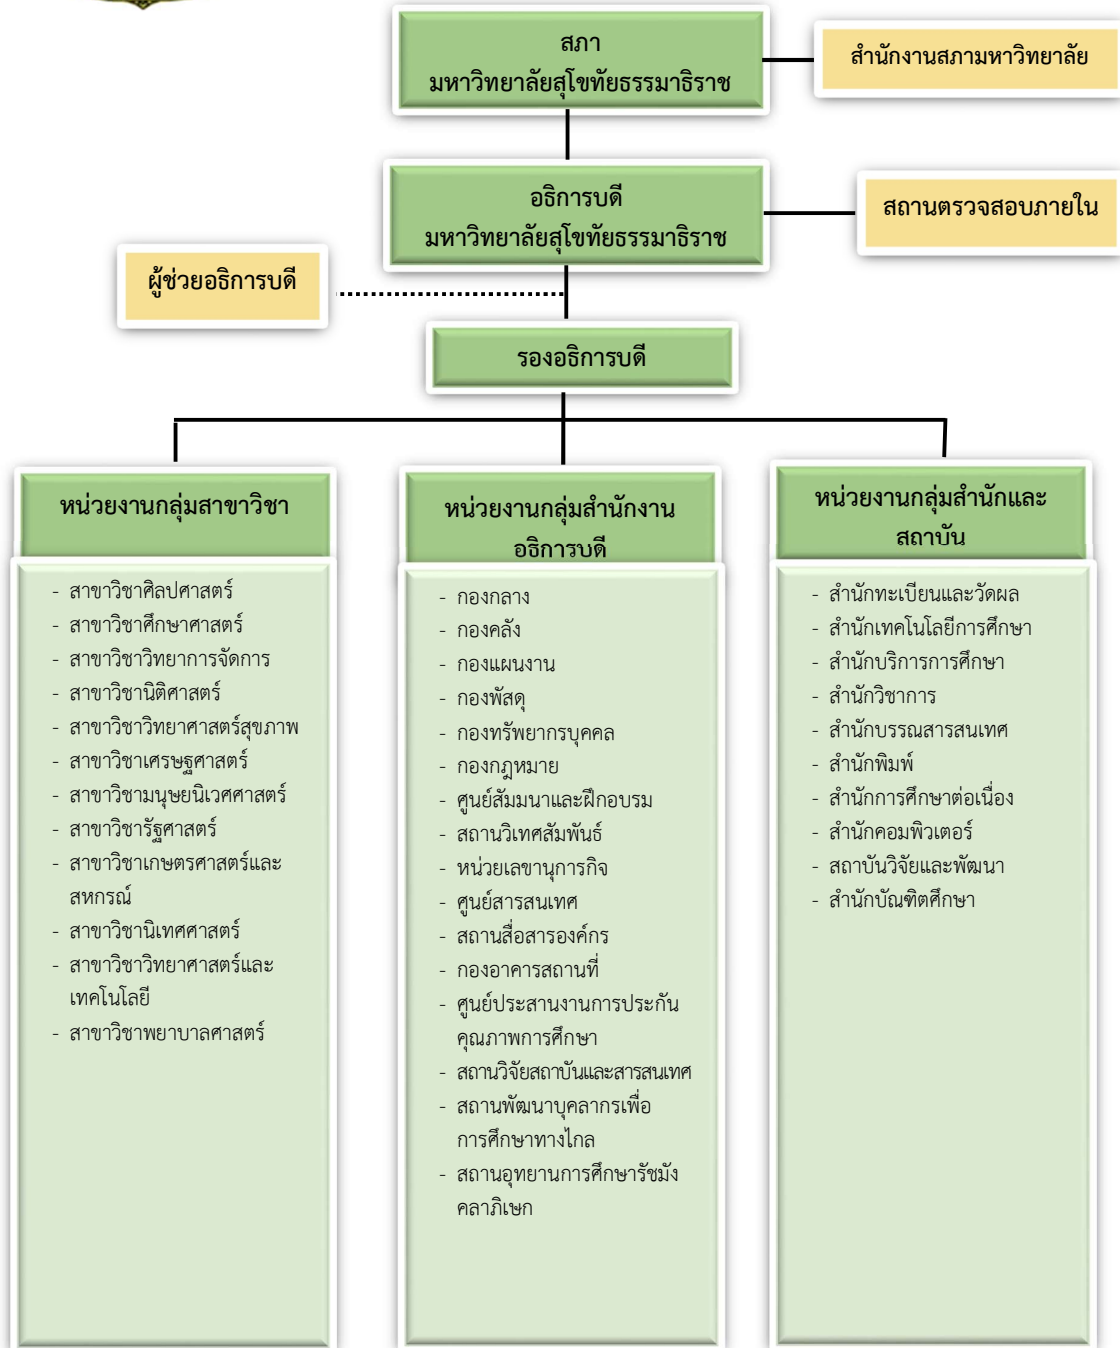 สภา
มหาวิทยาลัยสุโขทัยธรรมาธิราช
สำนักงานสภามหาวิทยาลัย
อธิการบดี
มหาวิทยาลัยสุโขทัยธรรมาธิราช
สถานตรวจสอบภายใน
ผู้ช่วยอธิการบดี
รองอธิการบดี
หน่วยงานกลุ่มสาขาวิชา
- สาขาวิชาศิลปศาสตร์
- สาขาวิชาศึกษาศาสตร์
- สาขาวิชาวิทยาการจัดการ
- สาขาวิชานิติศาสตร์
- สาขาวิชาวิทยาศาสตร์สุขภาพ
- สาขาวิชาเศรษฐศาสตร์
- สาขาวิชามนุษยนิเวศศาสตร์
- สาขาวิชารัฐศาสตร์
- สาขาวิชาเกษตรศาสตร์และ
สหกรณ์
- สาขาวิชานิเทศศาสตร์
- สาขาวิชาวิทยาศาสตร์และ
เทคโนโลยี
- สาขาวิชาพยาบาลศาสตร์
หน่วยงานกลุ่มสำนักงาน
อธิการบดี
- กองกลาง
- กองคลัง
- กองแผนงาน
- กองพัสดุ
- กองทรัพยากรบุคคล
- กองกฎหมาย
- ศูนย์สัมมนาและฝึกอบรม
- สถานวิเทศสัมพันธ์
- หน่วยเลขานุการกิจ
- ศูนย์สารสนเทศ
- สถานสื่อสารองค์กร
- กองอาคารสถานที่
- ศูนย์ประสานงานการประกัน
คุณภาพการศึกษา
- สถานวิจัยสถาบันและสารสนเทศ
- สถานพัฒนาบุคลากรเพื่อ
การศึกษาทางไกล
- สถานอุทยานการศึกษารัชมัง
คลาภิเษก
หน่วยงานกลุ่มสำนักและ
สถาบัน
- สำนักทะเบียนและวัดผล
- สำนักเทคโนโลยีการศึกษา
- สำนักบริการการศึกษา
- สำนักวิชาการ
- สำนักบรรณสารสนเทศ
- สำนักพิมพ์
- สำนักการศึกษาต่อเนื่อง
- สำนักคอมพิวเตอร์
- สถาบันวิจัยและพัฒนา
- สำนักบัณฑิตศึกษา